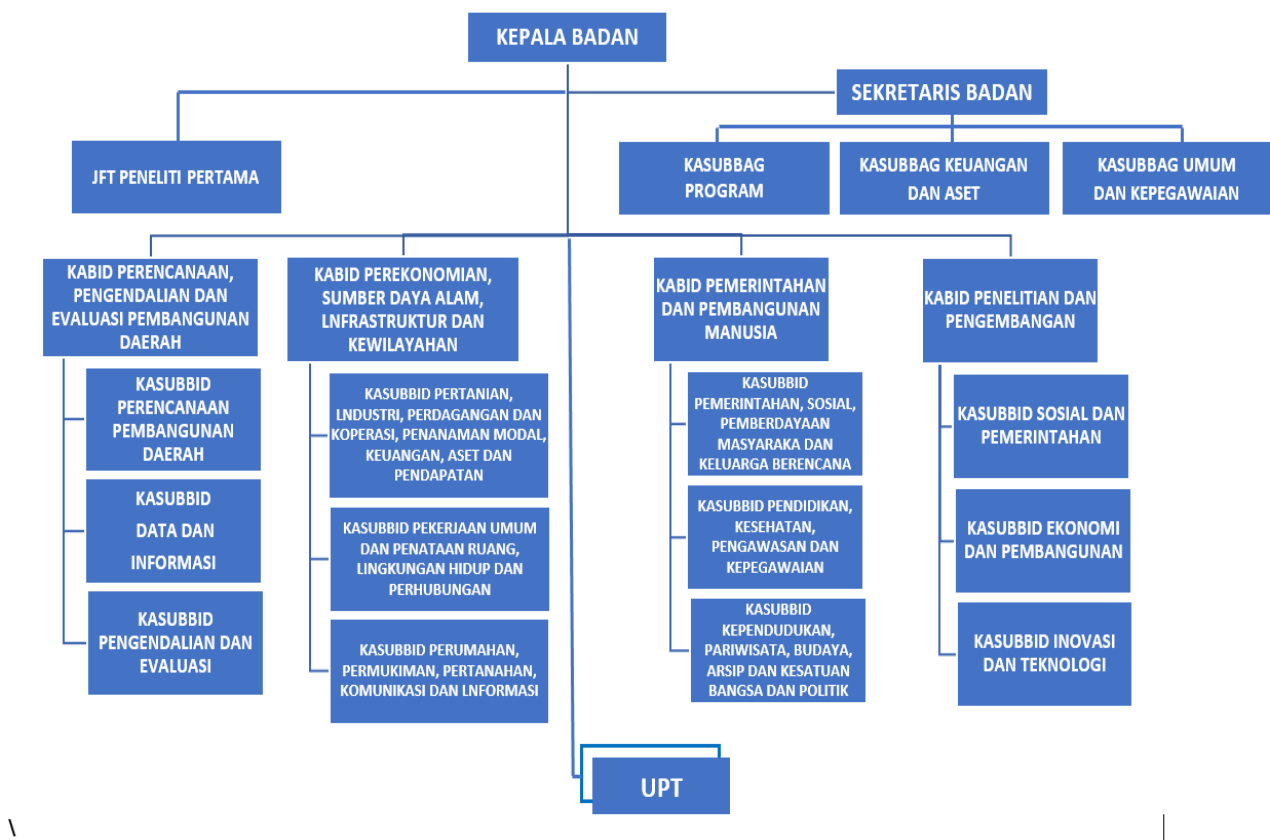 KEPALA BADAN
SEKRETARIS BADAN
JFT PENELITI PERTAMA
KASUBBAG
PROGRAM
KASUBBAG KEUANGAN
DAN ASET
KASUBBAG UMUM
DAN KEPEGAWAIAN
KABID PERENCANAAN,
PENGENDALIAN DAN
EVALUASI PEMBANGUNAN
DAERAH
KASUBBID
PERENCANAAN
PEMBANGUNAN
DAERAH
KASUBBID
DATA DAN
INFORMASI
KASUBBID
PENGENDALIAN DAN
EVALUASI
KABID PEREKONOMIAN,
SUMBER DAYA ALAM,
LNFRASTRUKTUR DAN
KEWILAYAHAN
KASUBBID PERTANIAN,
LNDUSTRI, PERDAGANGAN DAN
KOPERASI, PENANAMAN MODAL,
KEUANGAN, ASET DAN
PENDAPATAN
KASUBBID PEKERJAAN UMUM
DAN PENATAAN RUANG,
LINGKUNGAN HIDUP DAN
PERHUBUNGAN
KASUBBID PERUMAHAN,
PERMUKIMAN, PERTANAHAN,
KOMUNIKASI DAN LNFORMASI
KABID PEMERINTAHAN
DAN PEMBANGUNAN
MANUSIA
KASUBBID
PEMERINTAHAN, SOSIAL,
PEMBERDAYAAN
MASYARAKA DAN
KELUARGA BERENCANA
KASUBBID PENDIDIKAN,
KESEHATAN,
PENGAWASAN DAN
KEPEGAWAIAN
KASUBBID
KEPENDUDUKAN,
PARIWISATA, BUDAYA,
ARSIP DAN KESATUAN
BANGSA DAN POLITIK
KABID PENELITIAN DAN
PENGEMBANGAN
KASUBBID SOSIAL DAN
PEMERINTAHAN
KASUBBID EKONOMI
DAN PEMBANGUNAN
KASUBBID INOVASI
DAN TEKNOLOGI
UPT
\